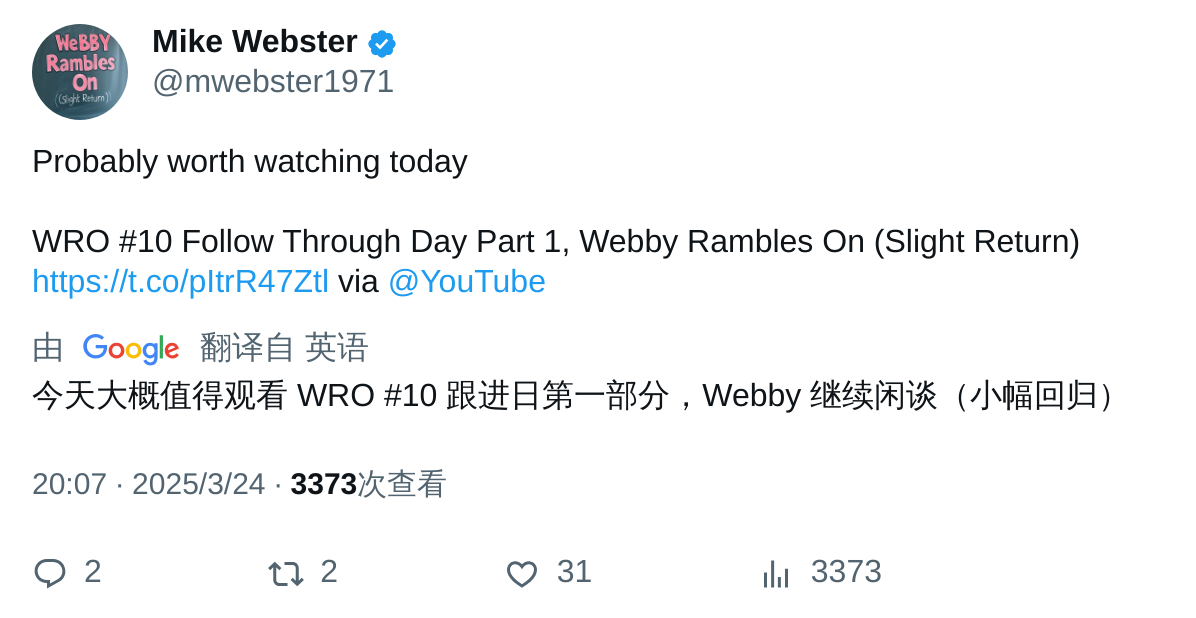 WeBBY
Rambles
On
((Slight Return))
Mike Webster
@mwebster1971
Probably worth watching today
WRO #10 Follow Through Day Part 1, Webby Rambles On (Slight Return)
https://t.co/pItrR47Ztl via @YouTube
由 Google 翻译自 英语
今天大概值得观看 WRO #10 跟进日第一部分，Webby 继续闲谈（小幅回归）
20:07 · 2025/3/24 · 3373次查看
2 2 31 3373